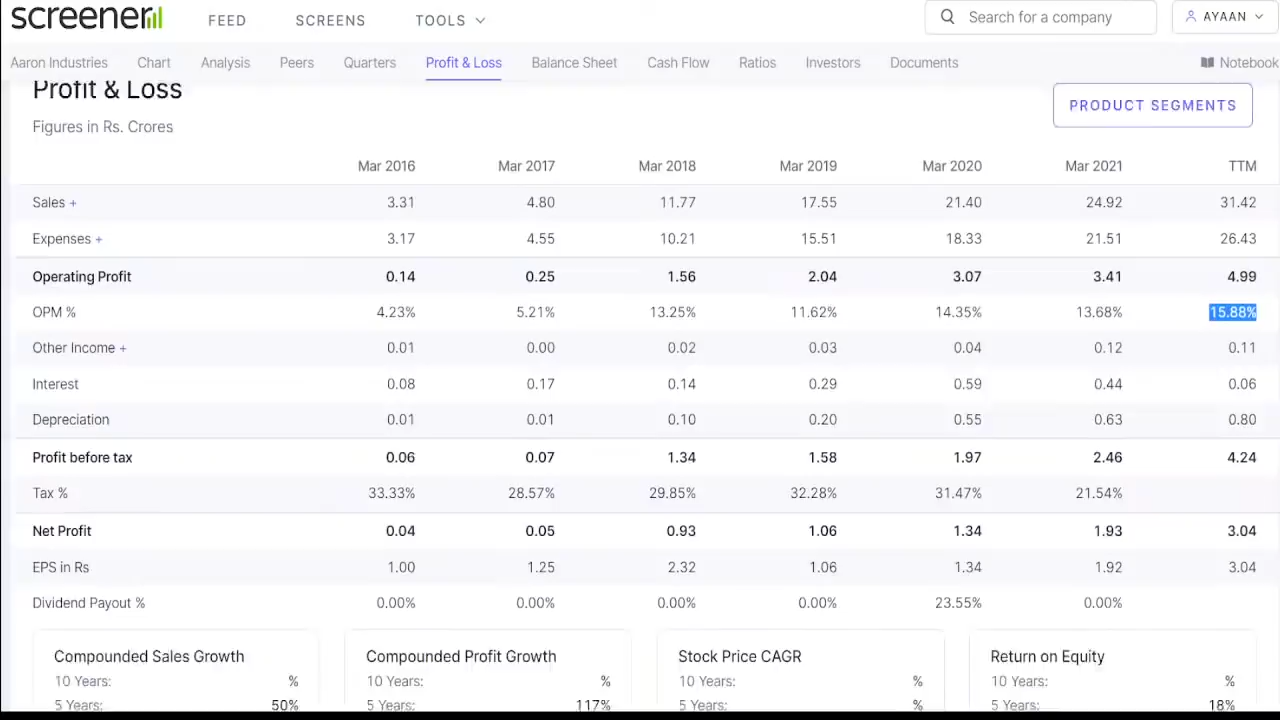 screener
FEED SCREENS TOOLS
Search for a company
AYAAN
Aaron Industries Chart Analysis Peers Quarters Profit & Loss Balance Sheet Cash Flow Ratios Investors Documents Notebook
Profit & Loss
PRODUCT SEGMENTS
Figures in Rs. Crores
Mar 2016 Mar 2017 Mar 2018 Mar 2019 Mar 2020 Mar 2021 TTM
Sales + 3.31 4.80 11.77 17.55 21.40 24.92 31.42
Expenses + 3.17 4.55 10.21 15.51 18.33 21.51 26.43
Operating Profit 0.14 0.25 1.56 2.04 3.07 3.41 4.99
OPM % 4.23% 5.21% 13.25% 11.62% 14.35% 13.68% 15.88%
Other Income + 0.01 0.00 0.02 0.03 0.04 0.12 0.11
Interest 0.08 0.17 0.14 0.29 0.59 0.44 0.06
Depreciation 0.01 0.01 0.10 0.20 0.55 0.63 0.80
Profit before tax 0.06 0.07 1.34 1.58 1.97 2.46 4.24
Tax % 33.33% 28.57% 29.85% 32.28% 31.47% 21.54%
Net Profit 0.04 0.05 0.93 1.06 1.34 1.93 3.04
EPS in Rs 1.00 1.25 2.32 1.06 1.34 1.92 3.04
Dividend Payout % 0.00% 0.00% 0.00% 0.00% 23.55% 0.00%
Compounded Sales Growth
10 Years: %
5 Years: 50%
Compounded Profit Growth
10 Years: %
5 Years: 117%
Stock Price CAGR
10 Years: %
5 Years: %
Return on Equity
10 Years: %
5 Years: 18%